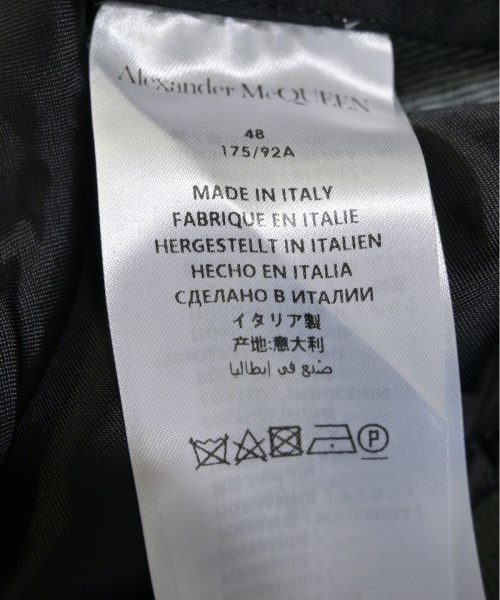 Alexander McQUEEN
48
175/92A
MADE IN ITALY
FABRIQUE EN ITALIE
HERGESTELLT IN ITALIEN
HECHO EN ITALIA
СДЕЛАНО В ИТАЛИИ
イタリア製
产地:意大利
صنع في إيطاليا
P